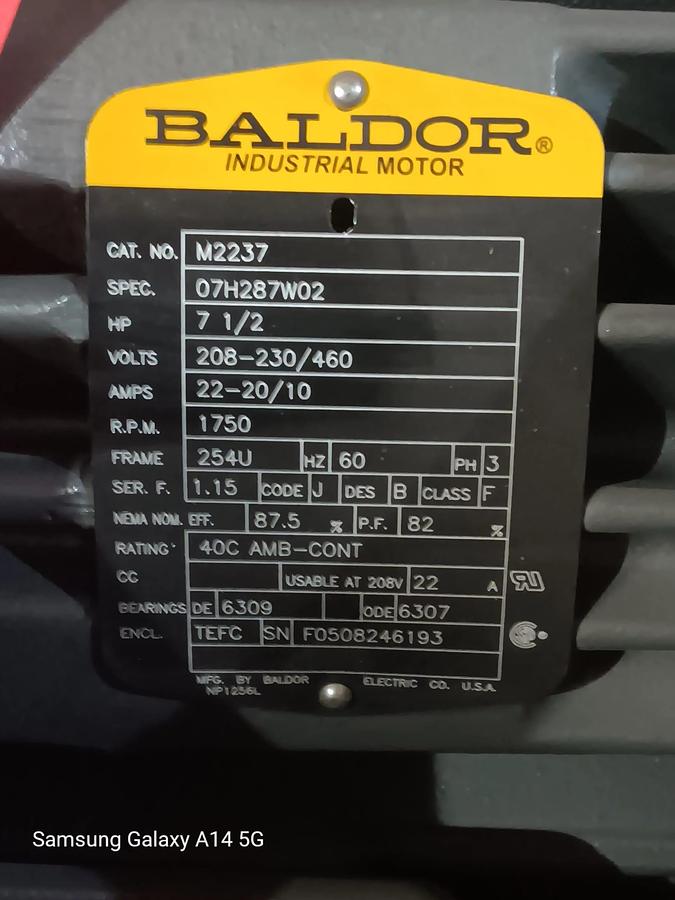 BALDOR®
INDUSTRIAL MOTOR
CAT. NO. M2237
SPEC. 07H287W02
HP 7 1/2
VOLTS 208-230/460
AMPS 22-20/10
R.P.M. 1750
FRAME 254U HZ 60 PH 3
SER. F. 1.15 CODE J DES B CLASS F
NEMA NOM. EFF. 87.5 % P.F. 82 %
RATING 40C AMB-CONT
CC USABLE AT 208V 22 A
BEARINGS DE 6309 ODE 6307
ENCL. TEFC SN F0508246193
MFG. BY BALDOR ELECTRIC CO. U.S.A.
NP1256L
Samsung Galaxy A14 5G